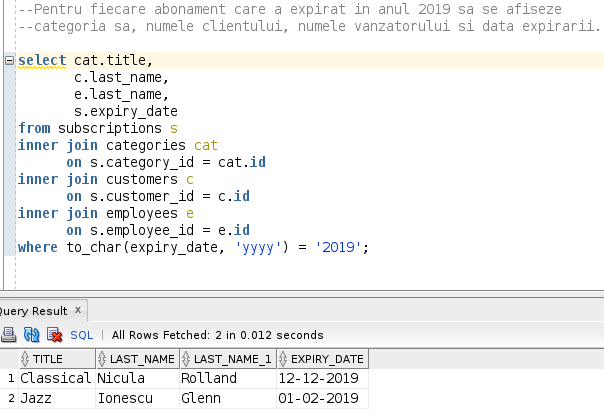 --Pentru fiecare abonament care a expirat in anul 2019 sa se afiseze
--categoria sa, numele clientului, numele vanzatorului si data expirarii.
select cat.title,
c.last_name,
e.last_name,
s.expiry_date
from subscriptions s
inner join categories cat
on s.category_id = cat.id
inner join customers c
on s.customer_id = c.id
inner join employees e
on s.employee_id = e.id
where to_char(expiry_date, 'yyyy') = '2019';
Query Result x
SQL | All Rows Fetched: 2 in 0.012 seconds
TITLE LAST_NAME LAST_NAME_1 EXPIRY_DATE
1 Classical Nicula Rolland 12-12-2019
2 Jazz Ionescu Glenn 01-02-2019